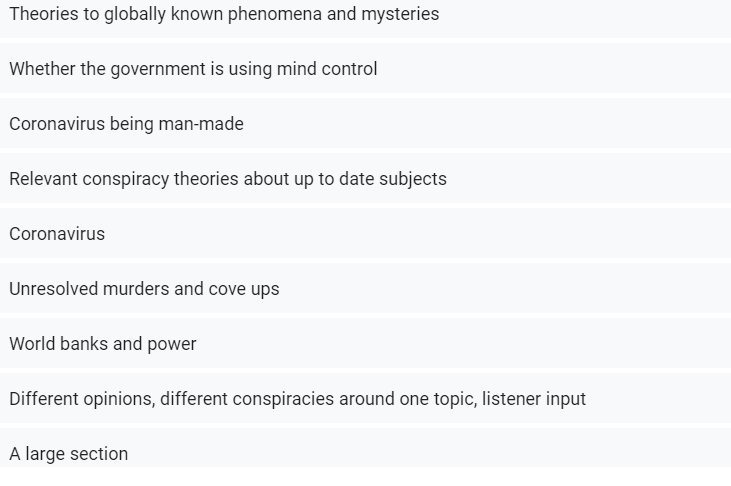 Theories to globally known phenomena and mysteries
Whether the government is using mind control
Coronavirus being man-made
Relevant conspiracy theories about up to date subjects
Coronavirus
Unresolved murders and cove ups
World banks and power
Different opinions, different conspiracies around one topic, listener input
A large section